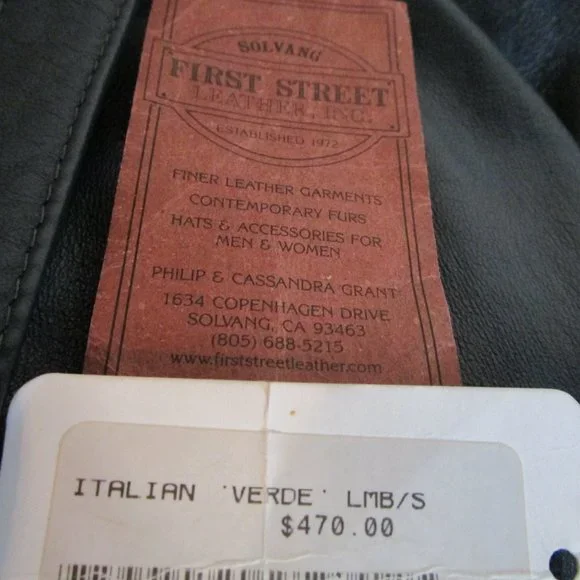 SOLVANG
FIRST STREET
LEATHER, INC.
ESTABLISHED 1972
FINER LEATHER GARMENTS
CONTEMPORARY FURS
HATS & ACCESSORIES FOR
MEN & WOMEN
PHILIP & CASSANDRA GRANT
1634 COPENHAGEN DRIVE
SOLVANG, CA 93463
(805) 688-5215
www.firststreetleather.com
ITALIAN 'VERDE' LMB/S
$470.00